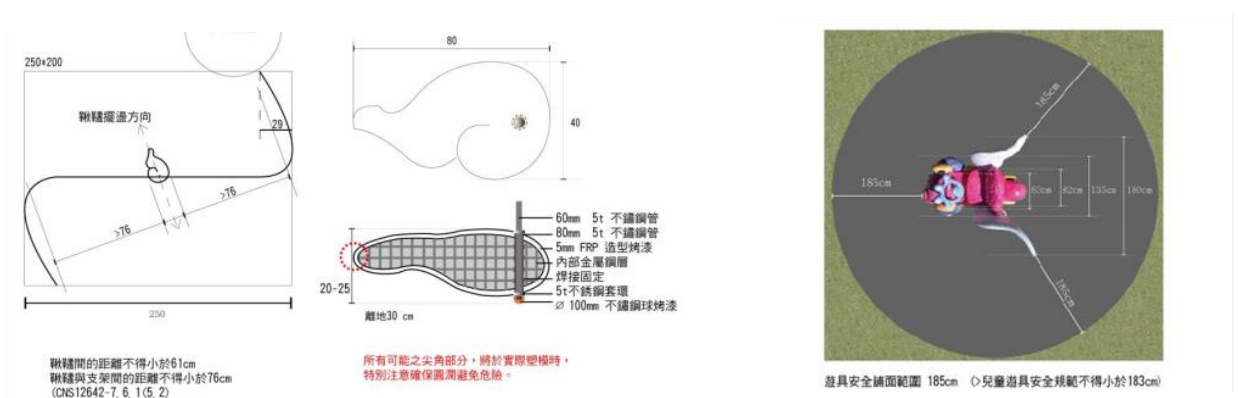 250*200
鞦韆擺盪方向
29
>76
>76
250
鞦韆間的距離不得小於61cm
鞦韆與支架間的距離不得小於76cm
(CNS12642-7.6.1(5.2)
80
40
60mm 5t 不鏽鋼管
80mm 5t 不鏽鋼管
5mm FRP 造型烤漆
內部金屬鋼層
焊接固定
5t不銹鋼套環
Ø 100mm 不鏽鋼球烤漆
20-25
離地30 cm
所有可能之尖角部分，將於實際塑模時，
特別注意確保圓潤避免危險。
185cm
185cm
63cm
82cm
135cm
180cm
185cm
遊具安全鋪面範圍 185cm (>兒童遊具安全規範不得小於183cm)